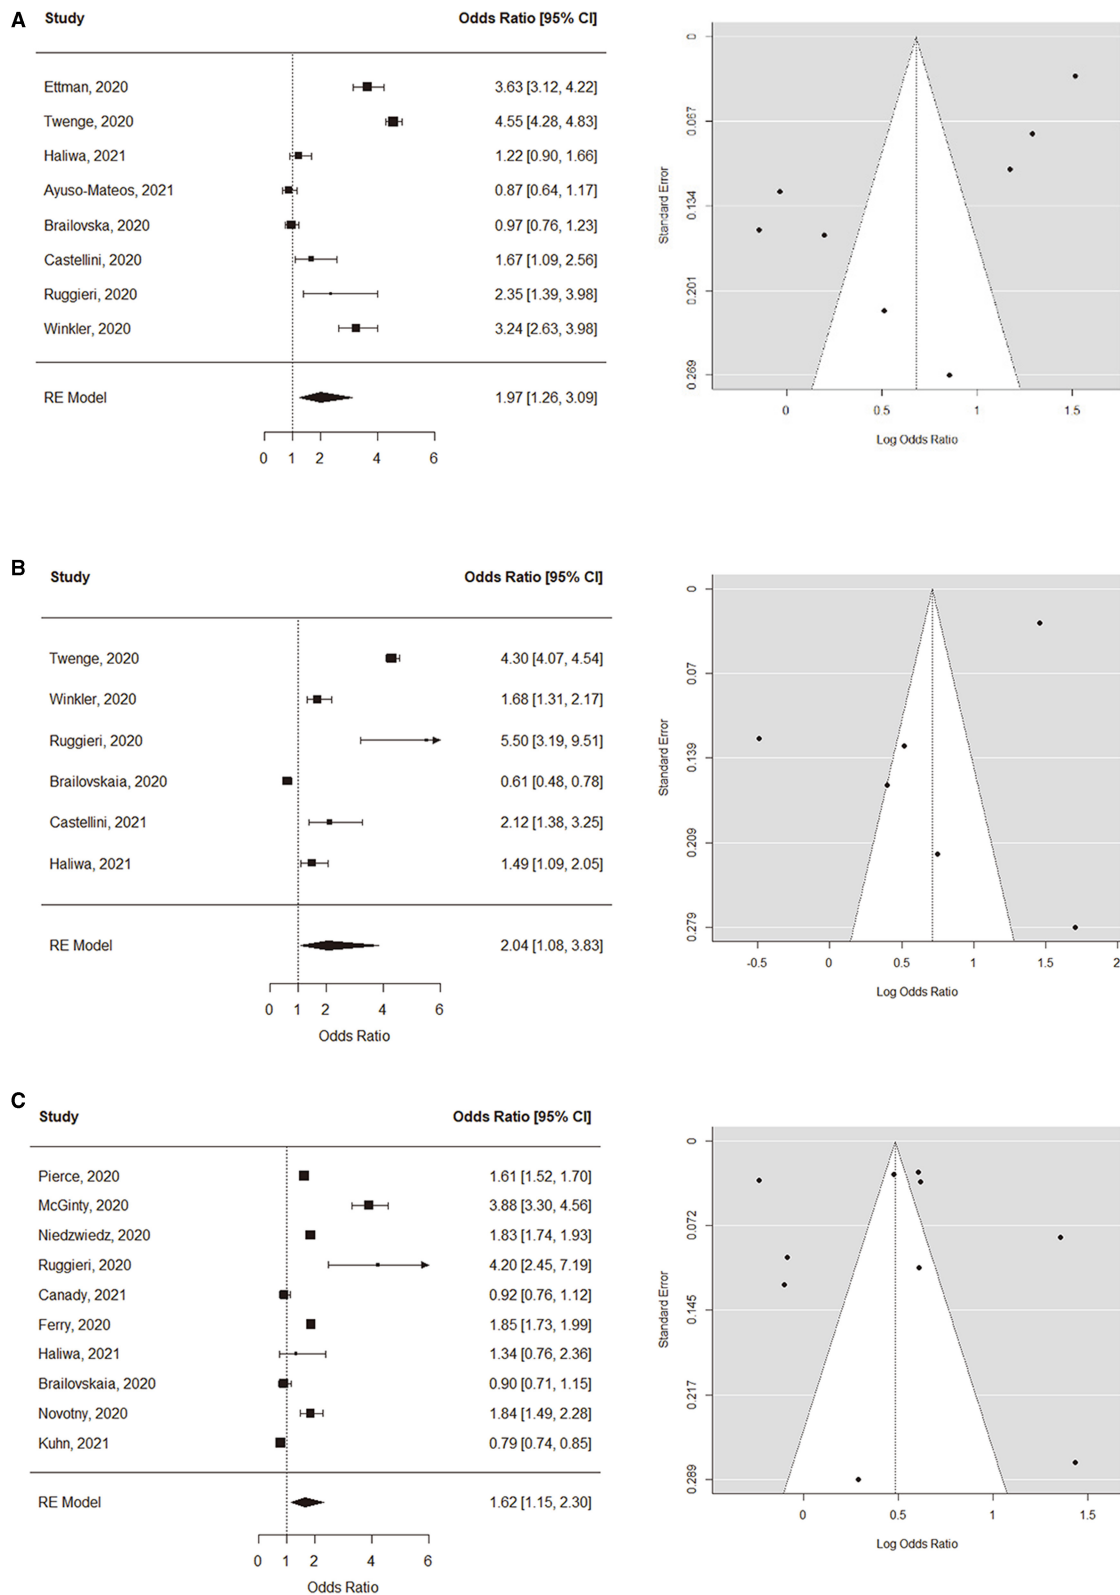 A
Study Odds Ratio [95% CI]
Ettman, 2020 3.63 [3.12, 4.22]
Twenge, 2020 4.55 [4.28, 4.83]
Haliwa, 2021 1.22 [0.90, 1.66]
Ayuso-Mateos, 2021 0.87 [0.64, 1.17]
Brailovska, 2020 0.97 [0.76, 1.23]
Castellini, 2020 1.67 [1.09, 2.56]
Ruggieri, 2020 2.35 [1.39, 3.98]
Winkler, 2020 3.24 [2.63, 3.98]
RE Model 1.97 [1.26, 3.09]
0 1 2 4 6
Standard Error
0
0.067
0.134
0.201
0.269
0 0.5 1 1.5
Log Odds Ratio
B
Study Odds Ratio [95% CI]
Twenge, 2020 4.30 [4.07, 4.54]
Winkler, 2020 1.68 [1.31, 2.17]
Ruggieri, 2020 5.50 [3.19, 9.51]
Brailovskaia, 2020 0.61 [0.48, 0.78]
Castellini, 2021 2.12 [1.38, 3.25]
Haliwa, 2021 1.49 [1.09, 2.05]
RE Model 2.04 [1.08, 3.83]
0 1 2 4 6
Odds Ratio
Standard Error
0
0.07
0.139
0.209
0.279
-0.5 0 0.5 1 1.5 2
Log Odds Ratio
C
Study Odds Ratio [95% CI]
Pierce, 2020 1.61 [1.52, 1.70]
McGinty, 2020 3.88 [3.30, 4.56]
Niedzwiedz, 2020 1.83 [1.74, 1.93]
Ruggieri, 2020 4.20 [2.45, 7.19]
Canady, 2021 0.92 [0.76, 1.12]
Ferry, 2020 1.85 [1.73, 1.99]
Haliwa, 2021 1.34 [0.76, 2.36]
Brailovskaia, 2020 0.90 [0.71, 1.15]
Novotny, 2020 1.84 [1.49, 2.28]
Kuhn, 2021 0.79 [0.74, 0.85]
RE Model 1.62 [1.15, 2.30]
0 1 2 4 6
Odds Ratio
Standard Error
0
0.072
0.145
0.217
0.289
0 0.5 1 1.5
Log Odds Ratio